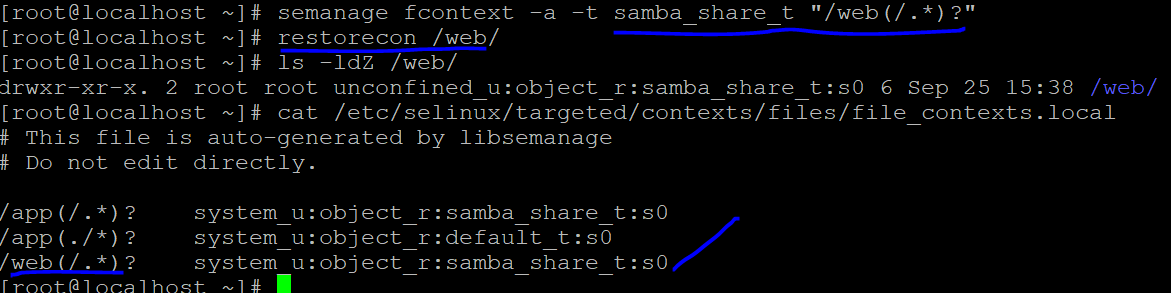 [root@localhost ~]# semanage fcontext -a -t samba_share_t "/web(/.*)?"
[root@localhost ~]# restorecon /web/
[root@localhost ~]# ls -ldZ /web/
drwxr-xr-x. 2 root root unconfined_u:object_r:samba_share_t:s0 6 Sep 25 15:38 /web/
[root@localhost ~]# cat /etc/selinux/targeted/contexts/files/file_contexts.local
# This file is auto-generated by libsemanage
# Do not edit directly.
/app(/.*)?    system_u:object_r:samba_share_t:s0
/app(./*)?    system_u:object_r:default_t:s0
/web(/.*)?    system_u:object_r:samba_share_t:s0
[root@localhost ~]#